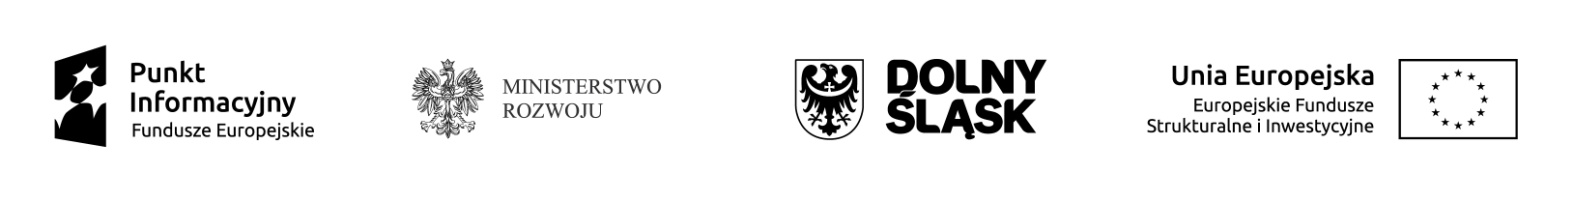 Punkt
Informacyjny
Fundusze Europejskie
MINISTERSTWO
ROZWOJU
DOLNY
ŚLĄSK
Unia Europejska
Europejskie Fundusze
Strukturalne i Inwestycyjne